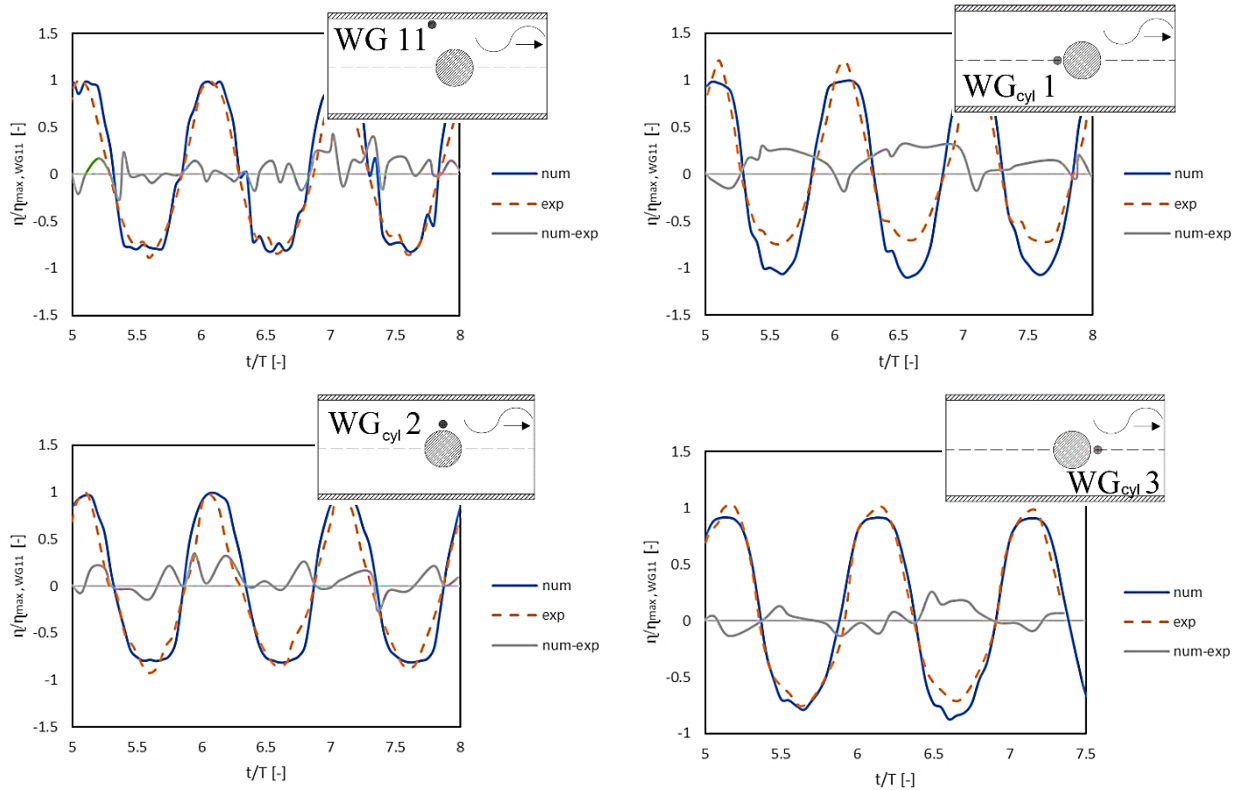 WG 11
1.5
1
0.5
0
-0.5
-1
-1.5
η/ηmax, WG11 [-]
5 5.5 6 6.5 7 7.5 8
t/T [-]
num
exp
num-exp
WGcyl 1
1.5
1
0.5
0
-0.5
-1
-1.5
η/ηmax, WG11 [-]
5 5.5 6 6.5 7 7.5 8
t/T [-]
num
exp
num-exp
WGcyl 2
1.5
1
0.5
0
-0.5
-1
-1.5
η/ηmax, WG11 [-]
5 5.5 6 6.5 7 7.5 8
t/T [-]
num
exp
num-exp
WGcyl 3
1.5
1
0.5
0
-0.5
-1
η/ηmax, WG11 [-]
5 5.5 6 6.5 7 7.5
t/T [-]
num
exp
num-exp